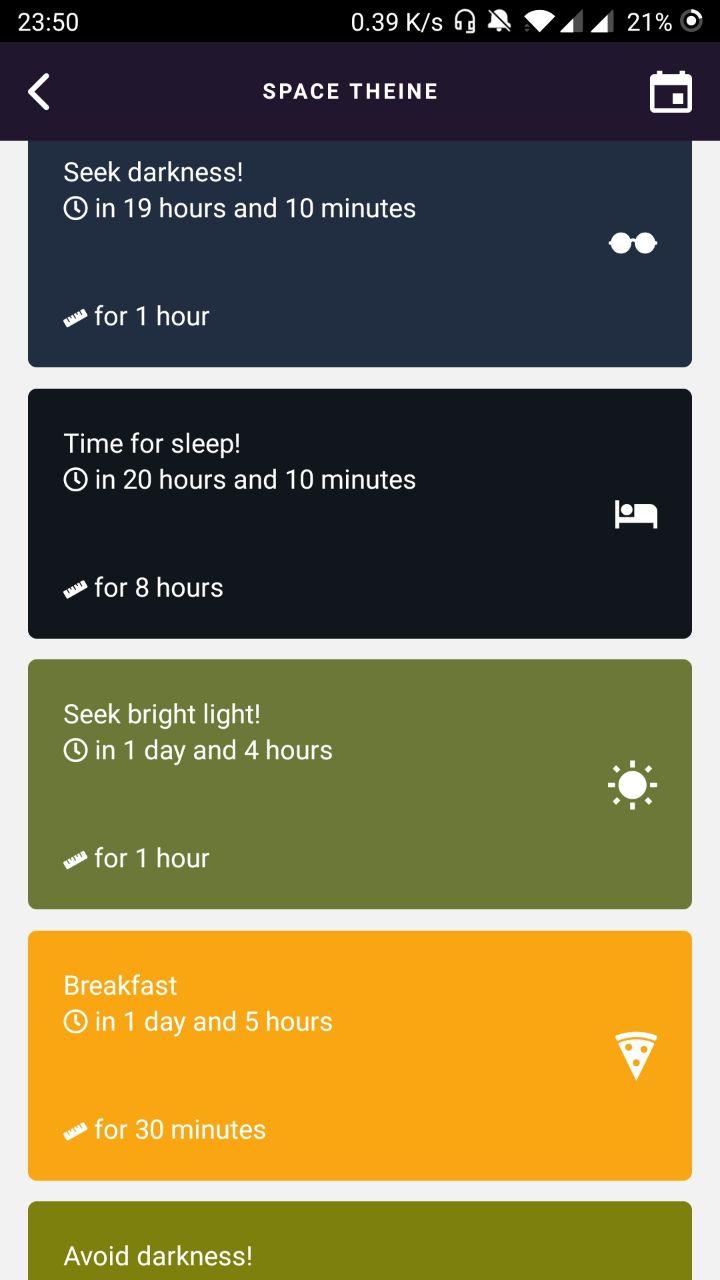 23:50
0.39 K/s
21%
SPACE THEINE
Seek darkness!
in 19 hours and 10 minutes
for 1 hour
Time for sleep!
in 20 hours and 10 minutes
for 8 hours
Seek bright light!
in 1 day and 4 hours
for 1 hour
Breakfast
in 1 day and 5 hours
for 30 minutes
Avoid darkness!